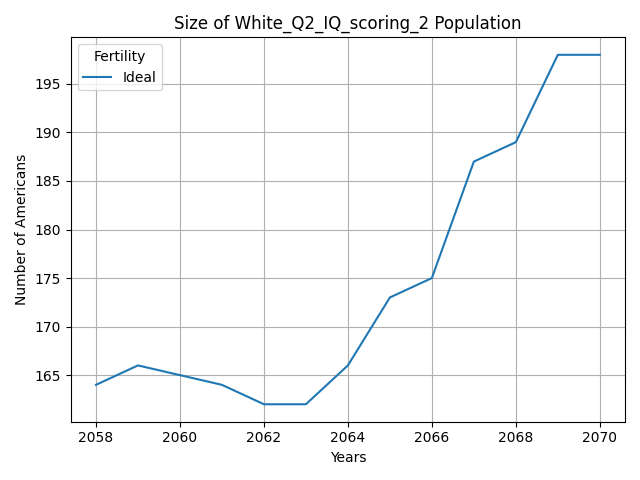 Size of White_Q2_IQ_scoring_2 Population
Fertility
Ideal
Number of Americans
195
190
185
180
175
170
165
2058 2060 2062 2064 2066 2068 2070
Years